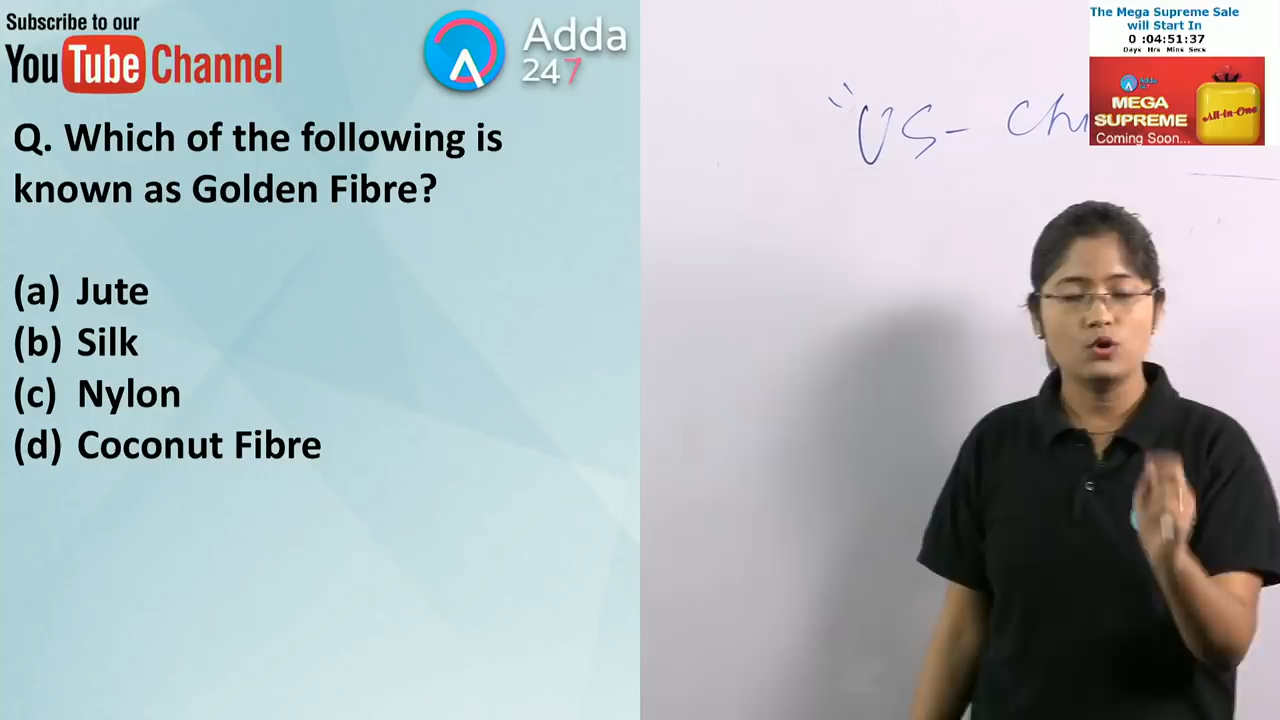 Subscribe to our
YouTube Channel
Adda
247
Q. Which of the following is
known as Golden Fibre?
(a) Jute
(b) Silk
(c) Nylon
(d) Coconut Fibre
US-
The Mega Supreme Sale
will Start In
0 :04:51:37
Days Hrs Mins Secs
Adda
247
MEGA
SUPREME
Coming Soon...
All-in-One